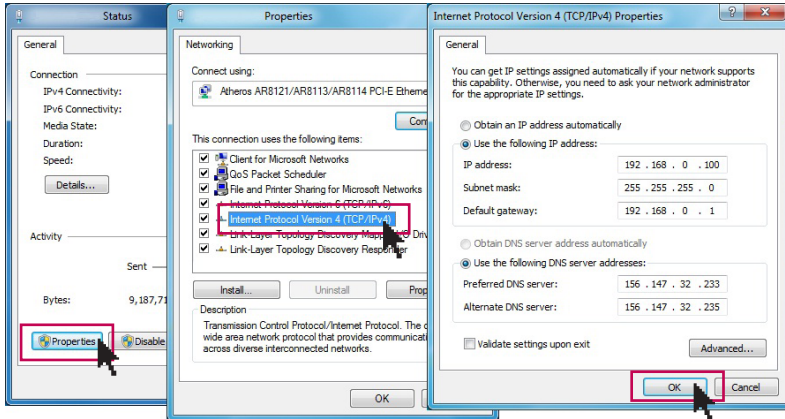 Status
General
Connection
IPv4 Connectivity:
IPv6 Connectivity:
Media State:
Duration:
Speed:
Details...
Activity
Sent
Bytes: 9,187,71
Properties Disable
Properties
Networking
Connect using:
Atheros AR8121/AR8113/AR8114 PCI-E Etherne
Con
This connection uses the following items:
Client for Microsoft Networks
QoS Packet Scheduler
File and Printer Sharing for Microsoft Networks
Internet Protocol Version 6 (TCP/IPv6)
Internet Protocol Version 4 (TCP/IPv4)
Link-Layer Topology Discovery Mapper I/O Driv
Link-Layer Topology Discovery Responder
Install... Uninstall Prop
Description
Transmission Control Protocol/Internet Protocol. The d
wide area network protocol that provides communicati
across diverse interconnected networks.
OK
Internet Protocol Version 4 (TCP/IPv4) Properties
General
You can get IP settings assigned automatically if your network supports
this capability. Otherwise, you need to ask your network administrator
for the appropriate IP settings.
Obtain an IP address automatically
Use the following IP address:
IP address: 192 . 168 . 0 . 100
Subnet mask: 255 . 255 . 255 . 0
Default gateway: 192 . 168 . 0 . 1
Obtain DNS server address automatically
Use the following DNS server addresses:
Preferred DNS server: 156 . 147 . 32 . 233
Alternate DNS server: 156 . 147 . 32 . 235
Validate settings upon exit
Advanced...
OK Cancel